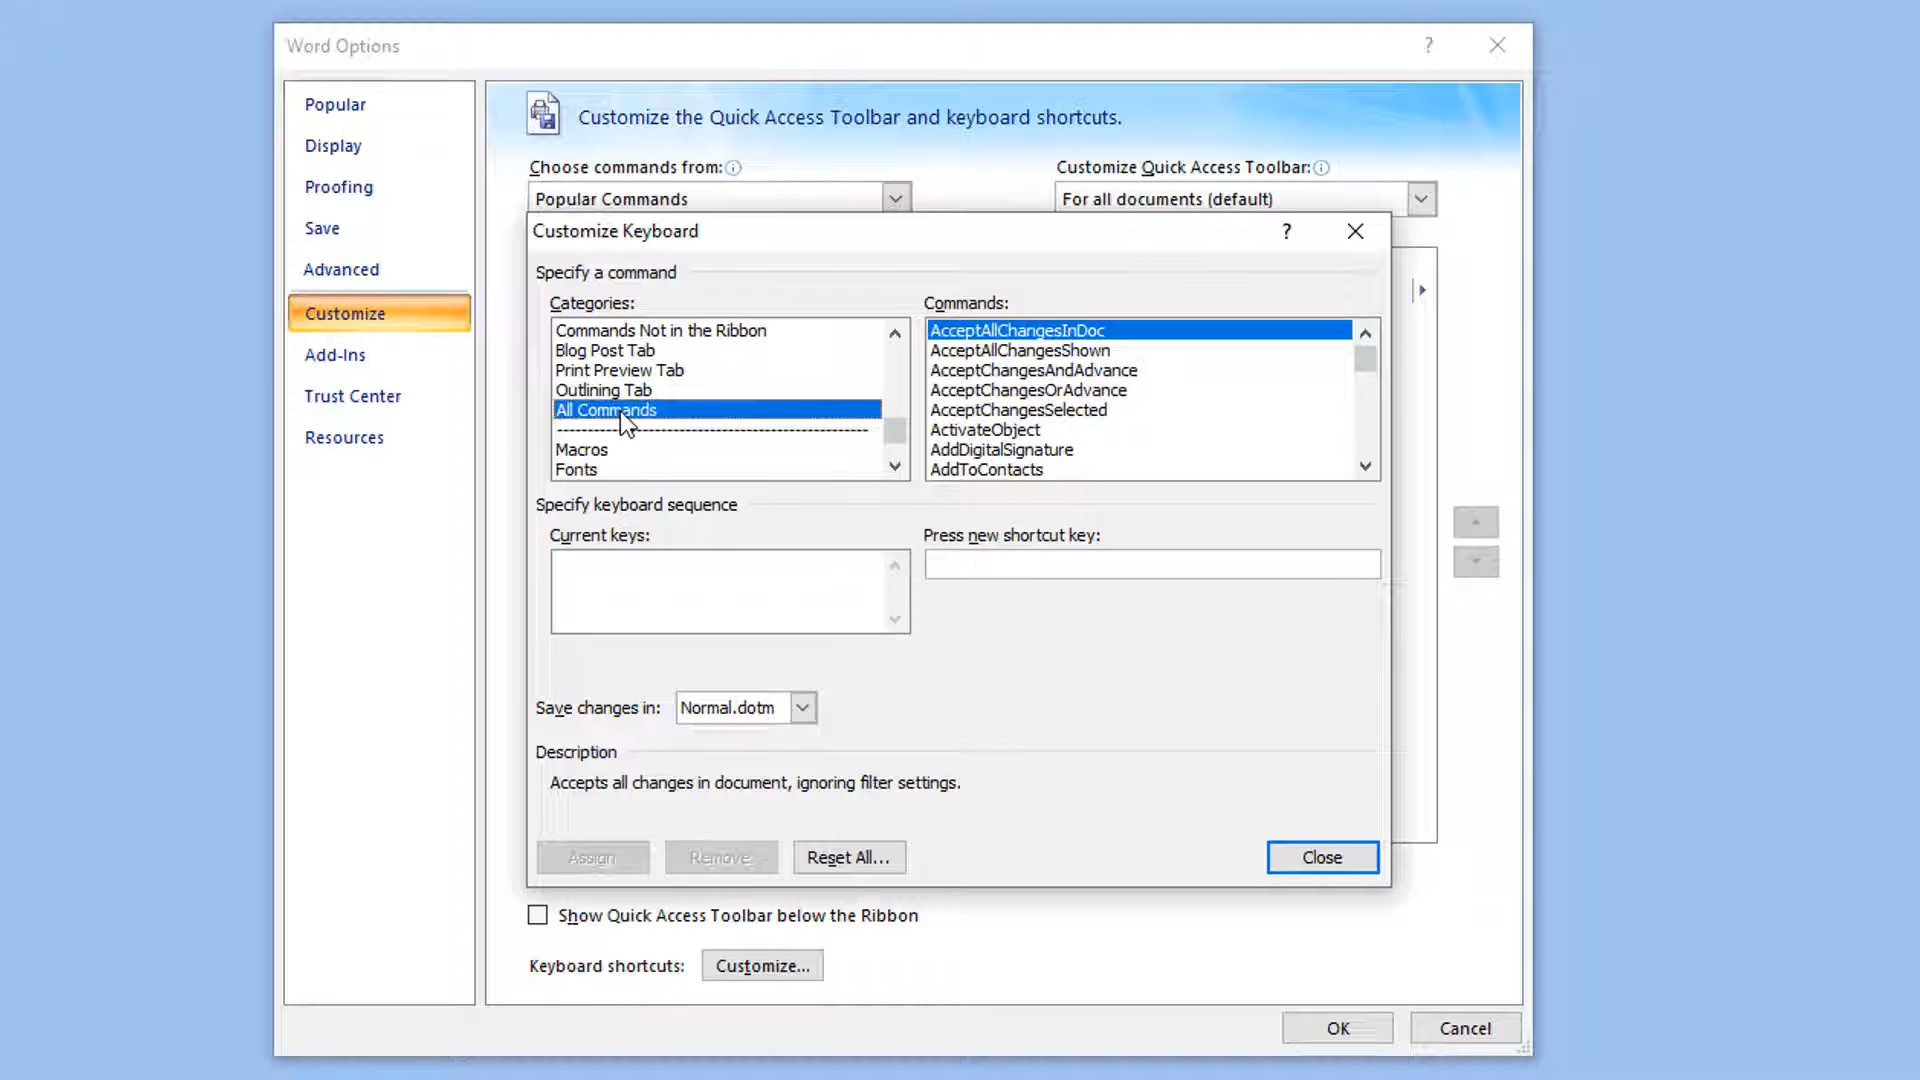 Word Options
?
Popular
Display
Proofing
Save
Advanced
Customize
Add-Ins
Trust Center
Resources
Customize the Quick Access Toolbar and keyboard shortcuts.
Choose commands from:
Customize Quick Access Toolbar:
Popular Commands
For all documents (default)
Customize Keyboard
?
Specify a command
Categories:
Commands Not in the Ribbon
Blog Post Tab
Print Preview Tab
Outlining Tab
All Commands
Macros
Fonts
Commands:
AcceptAllChangesInDoc
AcceptAllChangesShown
AcceptChangesAndAdvance
AcceptChangesOrAdvance
AcceptChangesSelected
ActivateObject
AddDigitalSignature
AddToContacts
Specify keyboard sequence
Current keys:
Press new shortcut key:
Save changes in:
Normal.dotm
Description
Accepts all changes in document, ignoring filter settings.
Assign
Remove
Reset All...
Close
Show Quick Access Toolbar below the Ribbon
Keyboard shortcuts:
Customize...
OK
Cancel